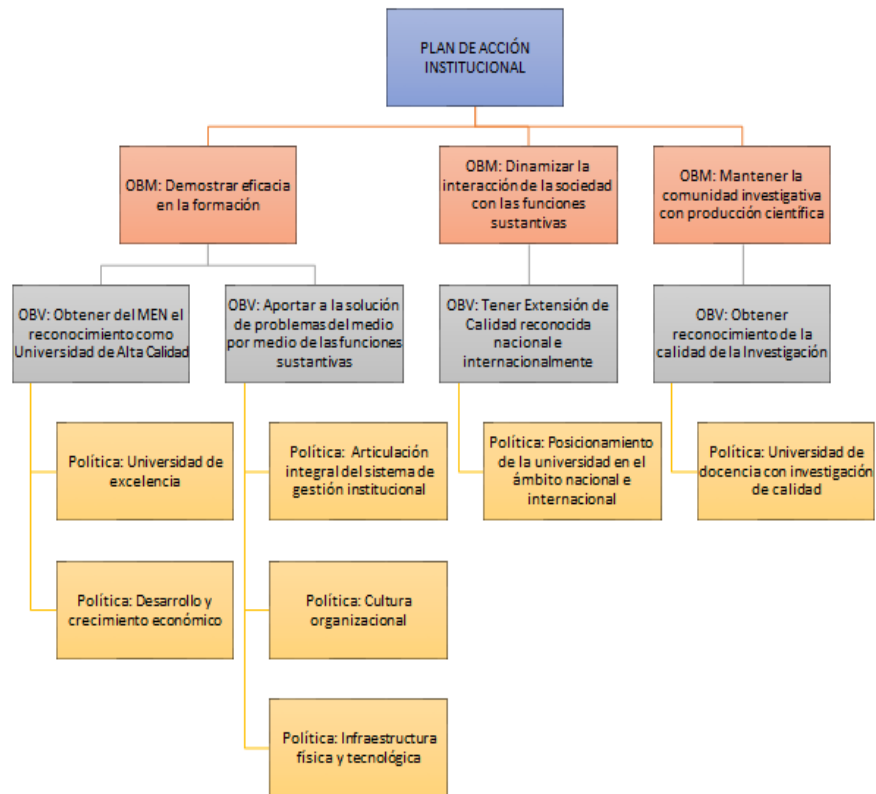 PLAN DE ACCIÓN
INSTITUCIONAL
OBM: Demostrar eficacia
en la formación
OBM: Dinamizar la
interacción de la sociedad
con las funciones
sustantivas
OBM: Mantener la
comunidad investigativa
con producción científica
OBV: Obtener del MEN el
reconocimiento como
Universidad de Alta Calidad
OBV: Aportar a la solución
de problemas del medio
por medio de las funciones
sustantivas
OBV: Tener Extensión de
Calidad reconocida
nacional e
internacionalmente
OBV: Obtener
reconocimiento de la
calidad de la Investigación
Política: Universidad de
excelencia
Política: Articulación
integral del sistema de
gestión institucional
Política: Posicionamiento
de la universidad en el
ámbito nacional e
internacional
Política: Universidad de
docencia con investigación
de calidad
Política: Desarrollo y
crecimiento económico
Política: Cultura
organizacional
Política: Infraestructura
física y tecnológica